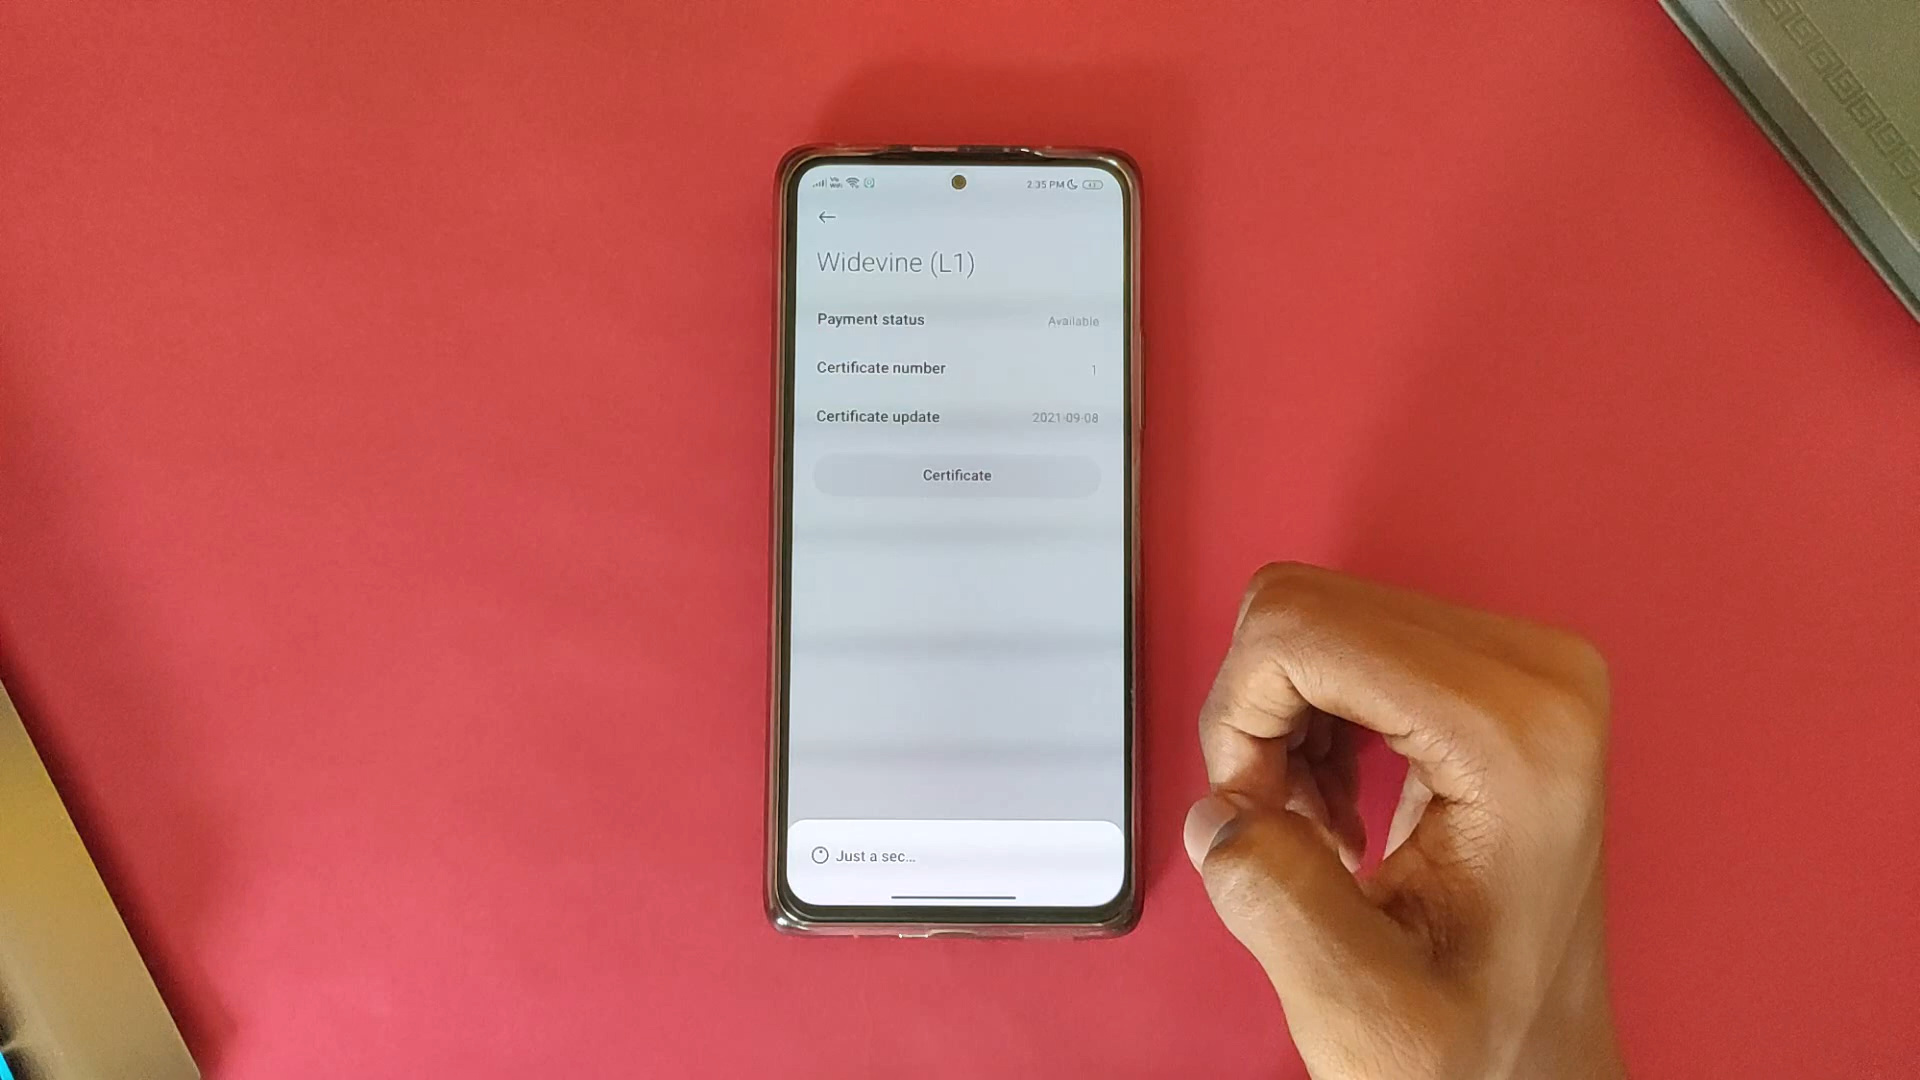 2:35 PM
Widevine (L1)
Payment status Available
Certificate number 1
Certificate update 2021-09-08
Certificate
Just a sec...